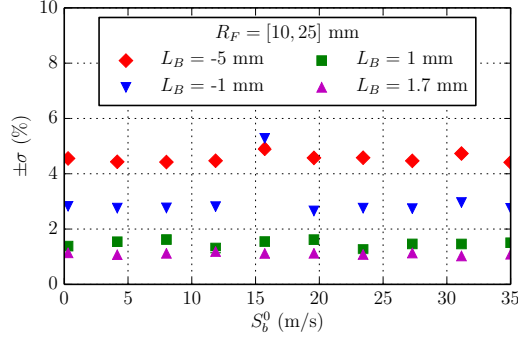 R_F = [10, 25] mm
L_B = -5 mm
L_B = 1 mm
L_B = -1 mm
L_B = 1.7 mm
±σ (%)
10
8
6
4
2
0
0 5 10 15 20 25 30 35
S_b^0 (m/s)